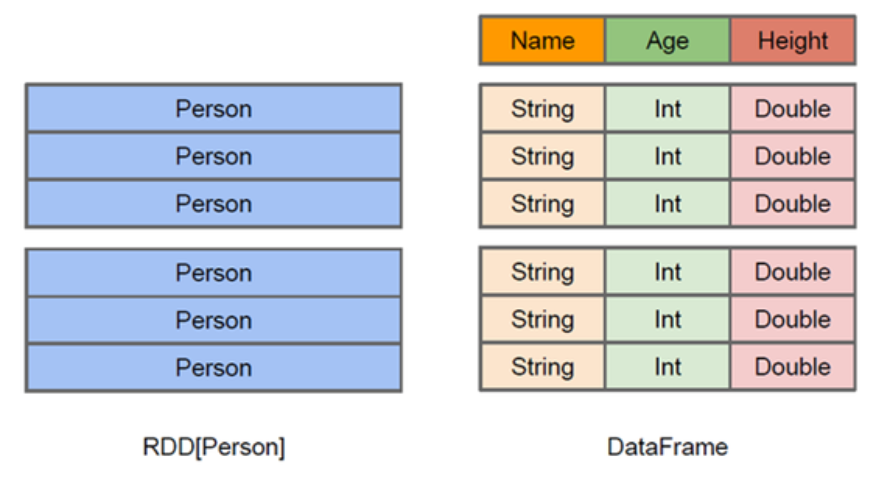 Name Age Height
Person
Person
Person
String Int Double
String Int Double
String Int Double
Person
Person
Person
String Int Double
String Int Double
String Int Double
RDD[Person]
DataFrame